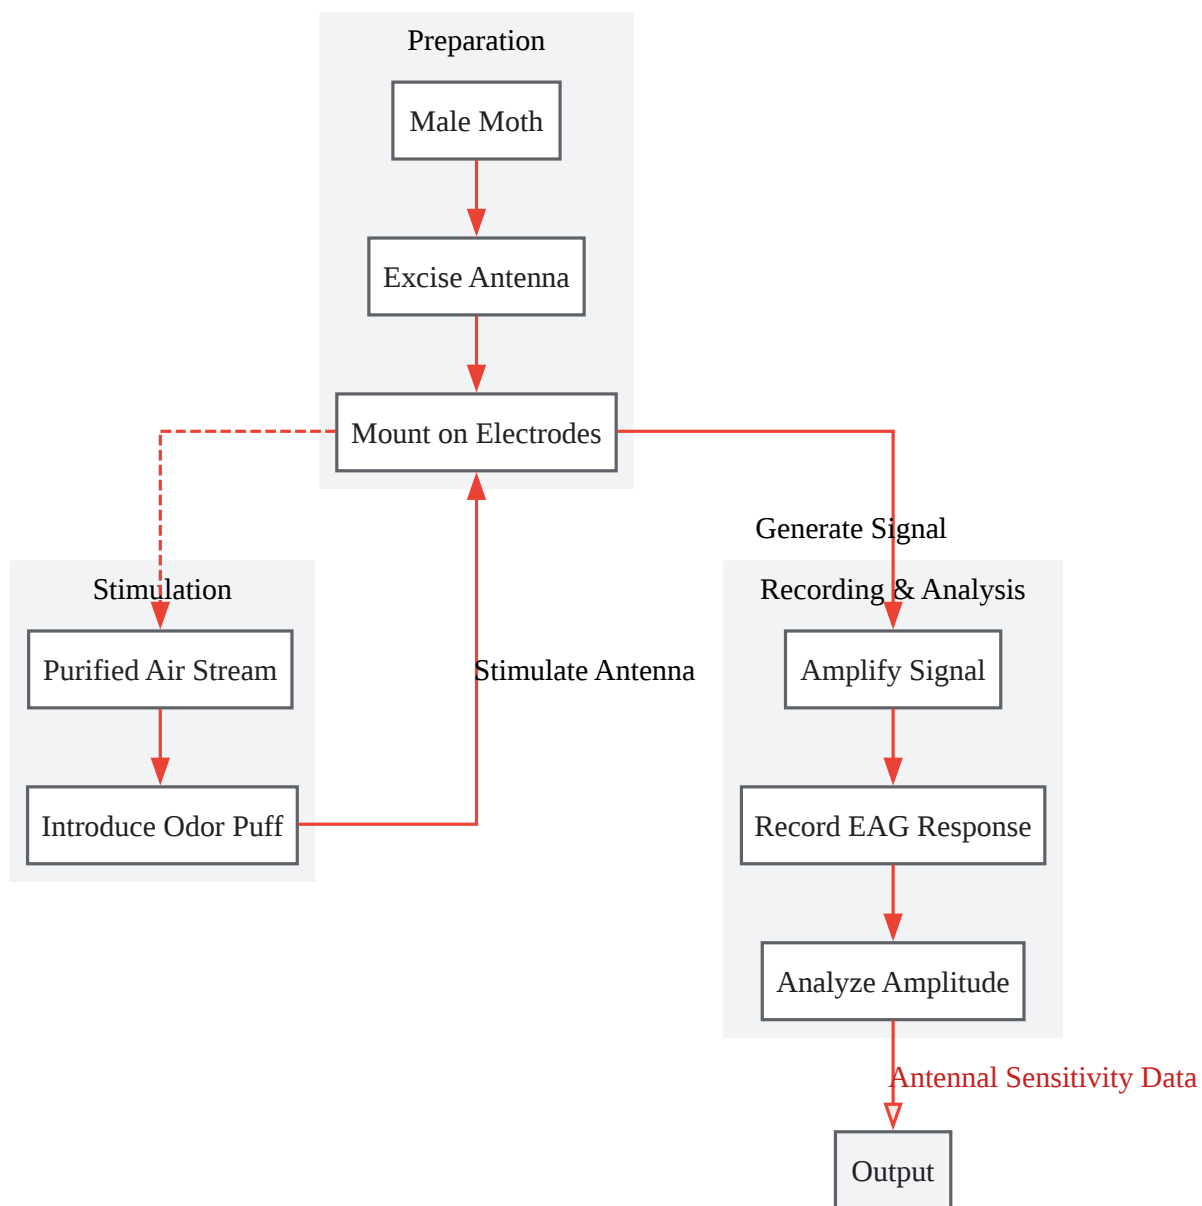 Preparation
Male Moth
Excise Antenna
Mount on Electrodes
Generate Signal
Stimulation
Purified Air Stream
Introduce Odor Puff
Stimulate Antenna
Recording & Analysis
Amplify Signal
Record EAG Response
Analyze Amplitude
Antennal Sensitivity Data
Output